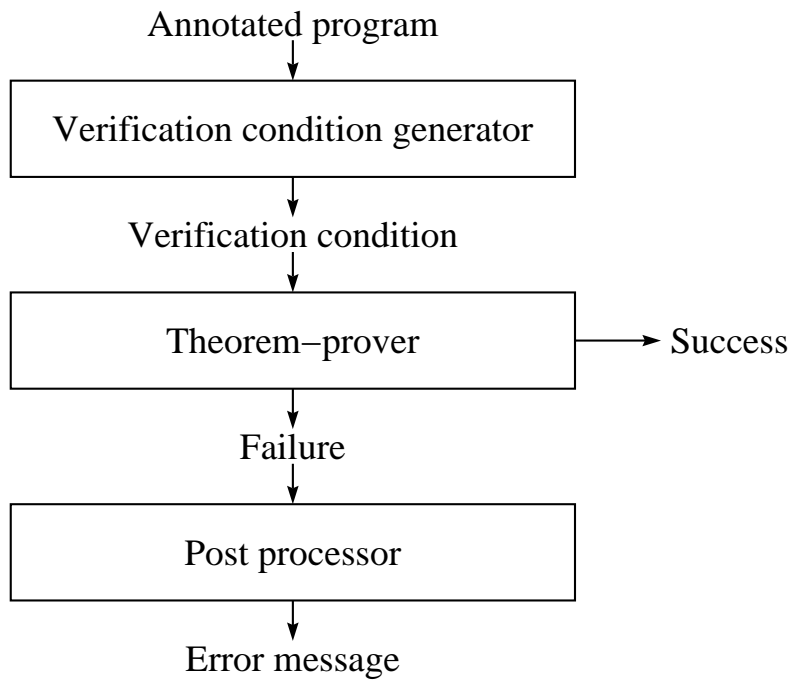 Annotated program
Verification condition generator
Verification condition
Theorem−prover
Success
Failure
Post processor
Error message